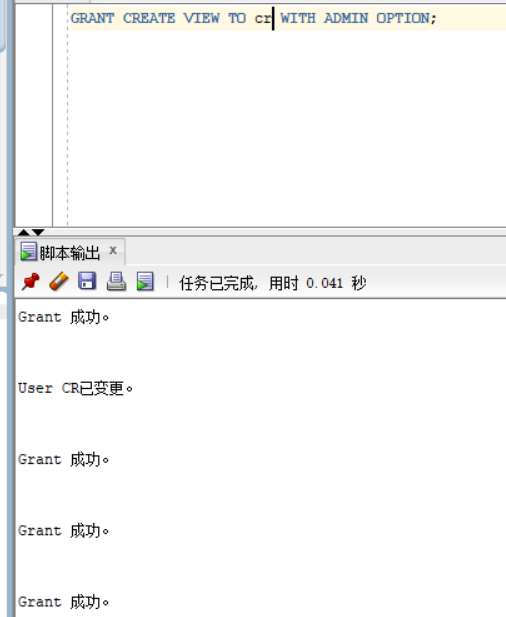 GRANT CREATE VIEW TO cr WITH ADMIN OPTION;
脚本输出 x
任务已完成, 用时 0.041 秒
Grant 成功。
User CR已变更。
Grant 成功。
Grant 成功。
Grant 成功。